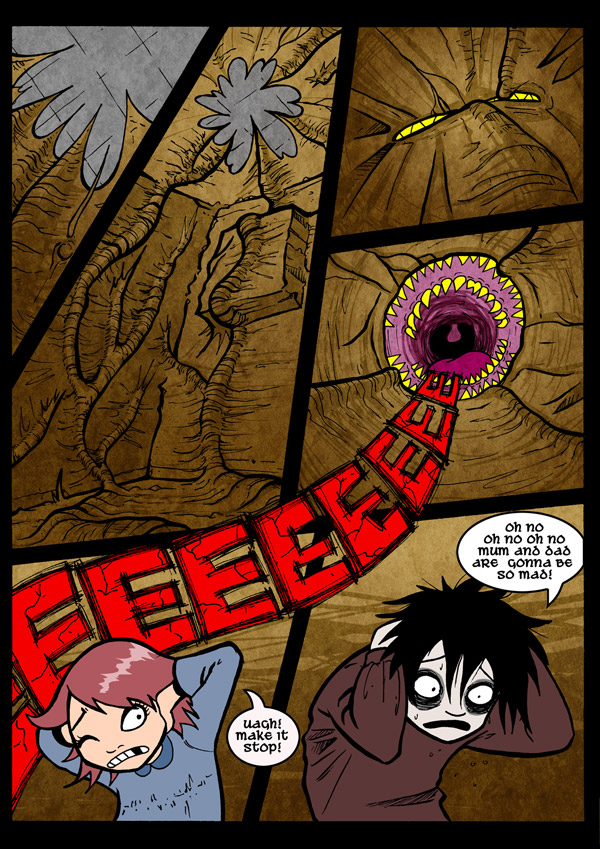 EEEEEEEEEE
uagh!
make it
stop!
oh no
oh no oh no
mum and dad
are gonna be
so mad!